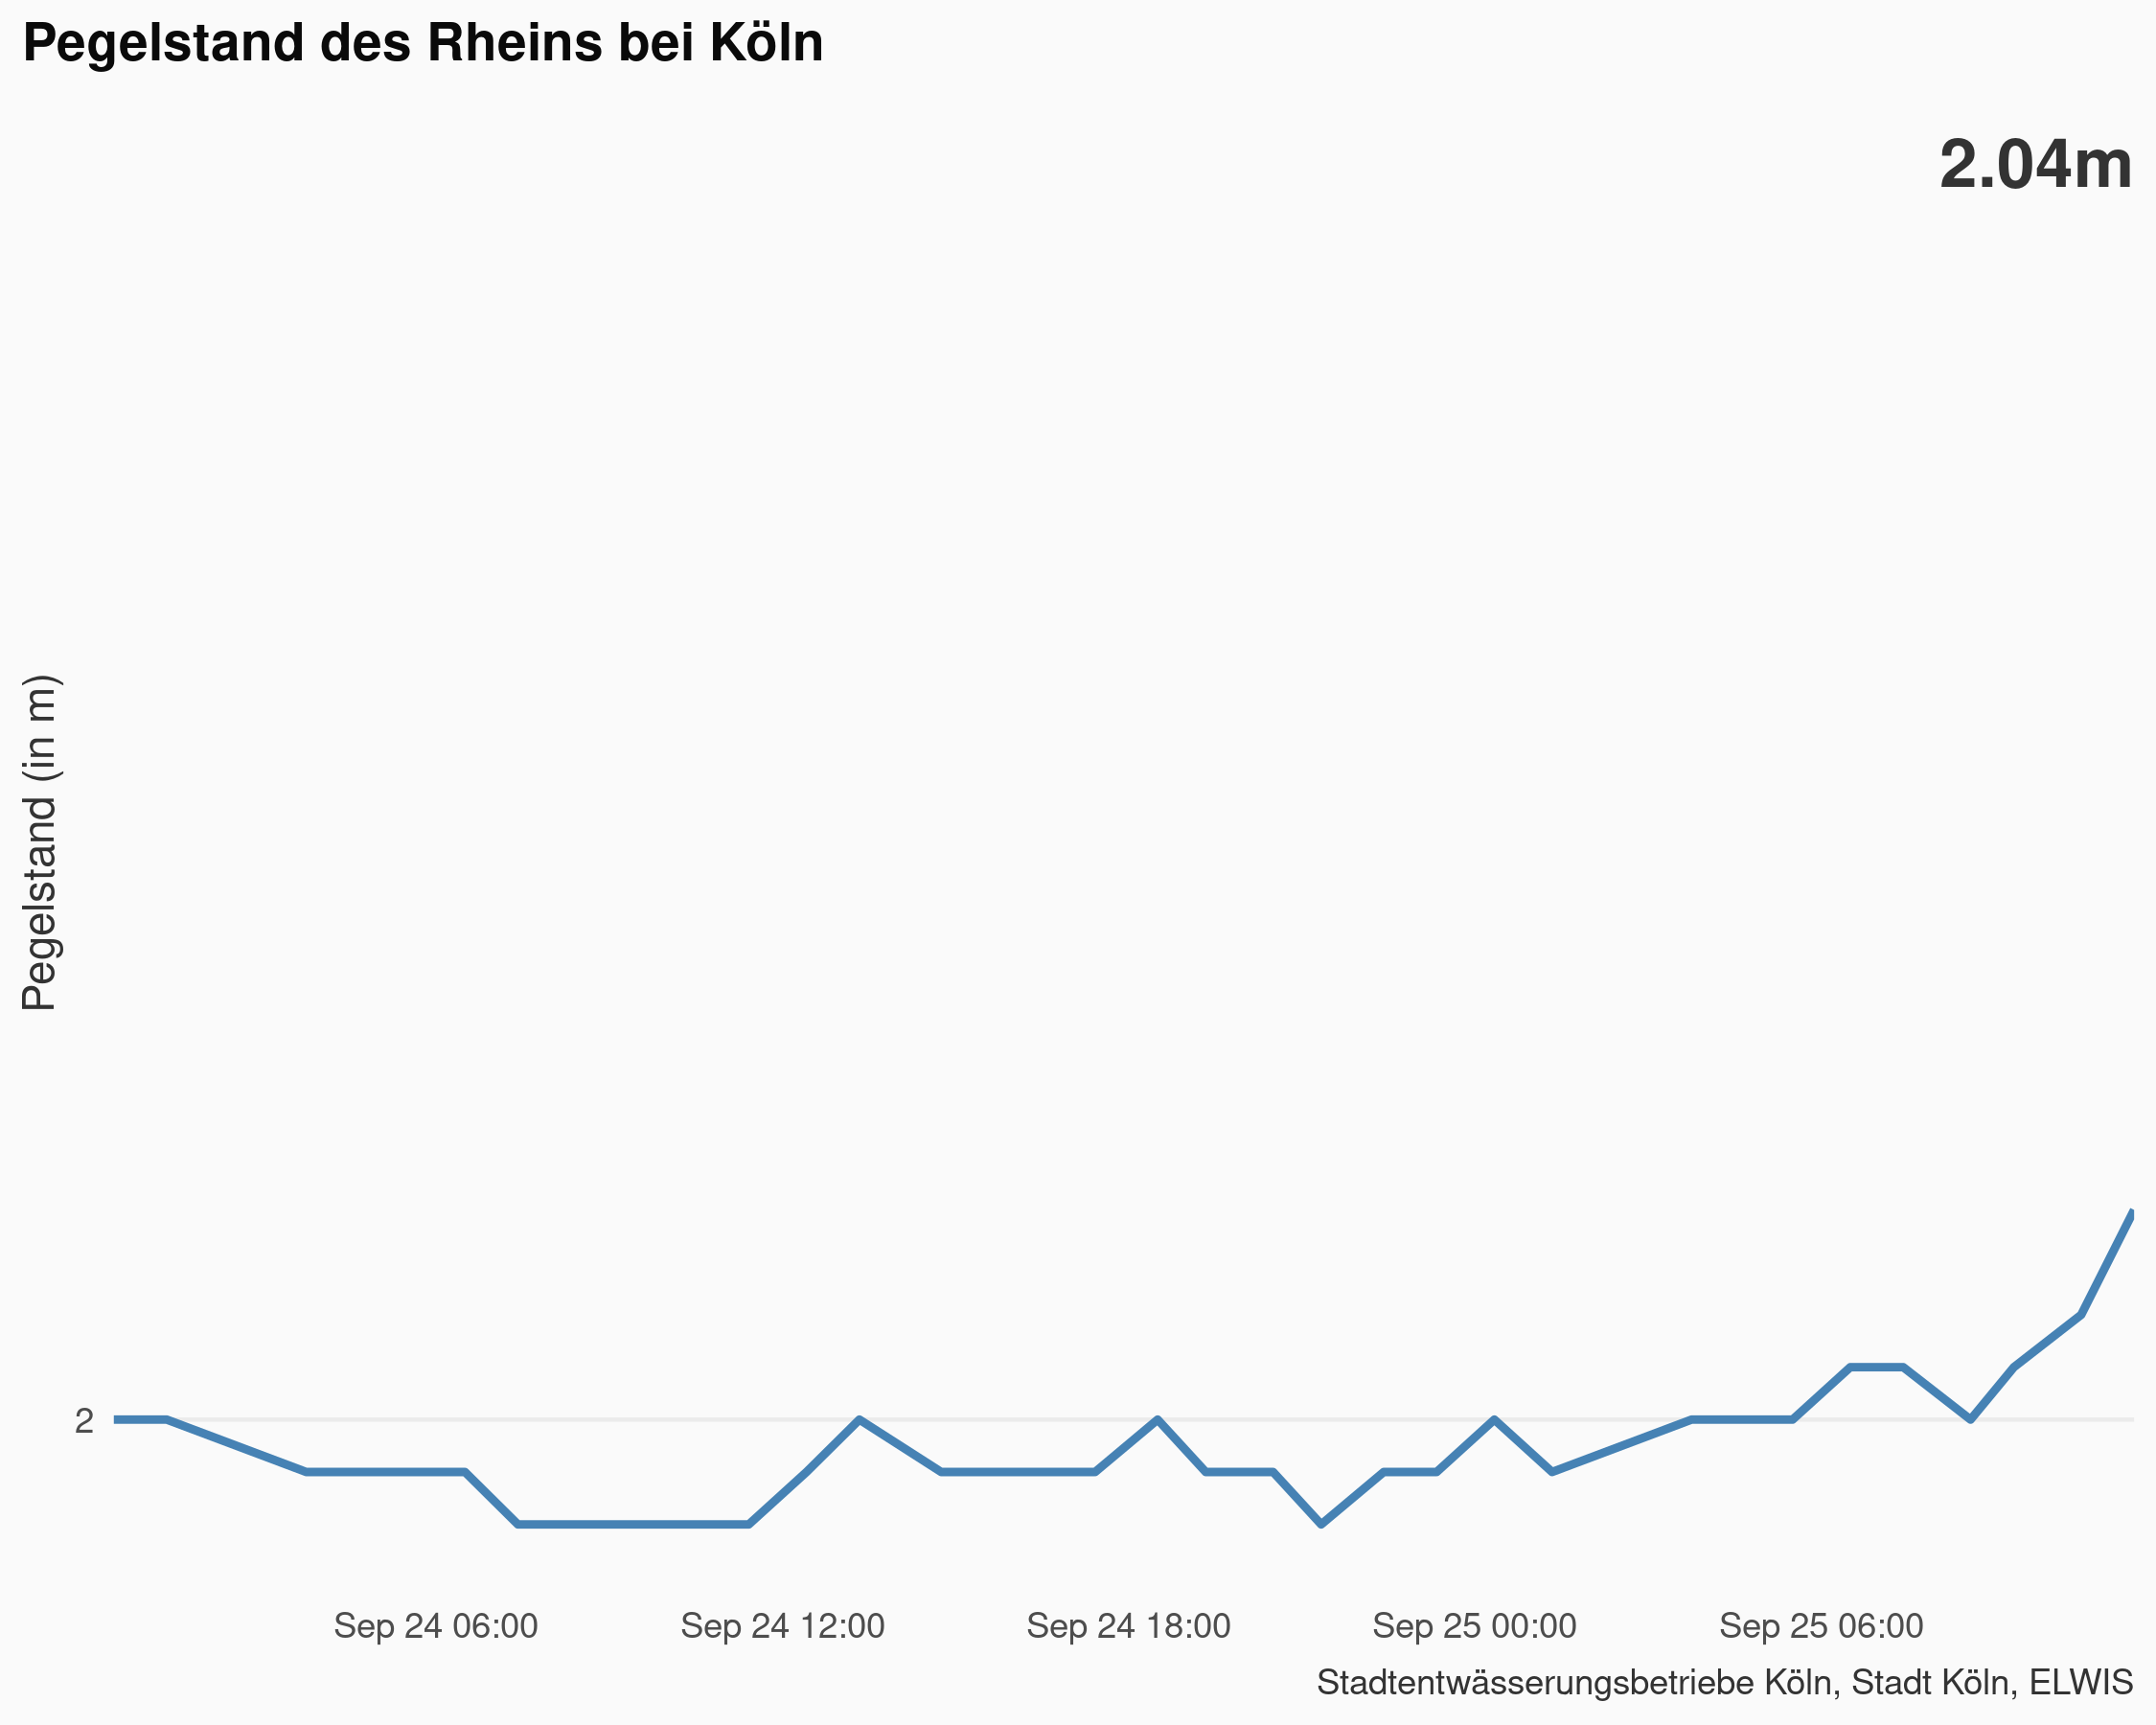 Pegelstand des Rheins bei Köln
2.04m
Pegelstand (in m)
2
Sep 24 06:00
Sep 24 12:00
Sep 24 18:00
Sep 25 00:00
Sep 25 06:00
Stadtentwässerungsbetriebe Köln, Stadt Köln, ELWIS